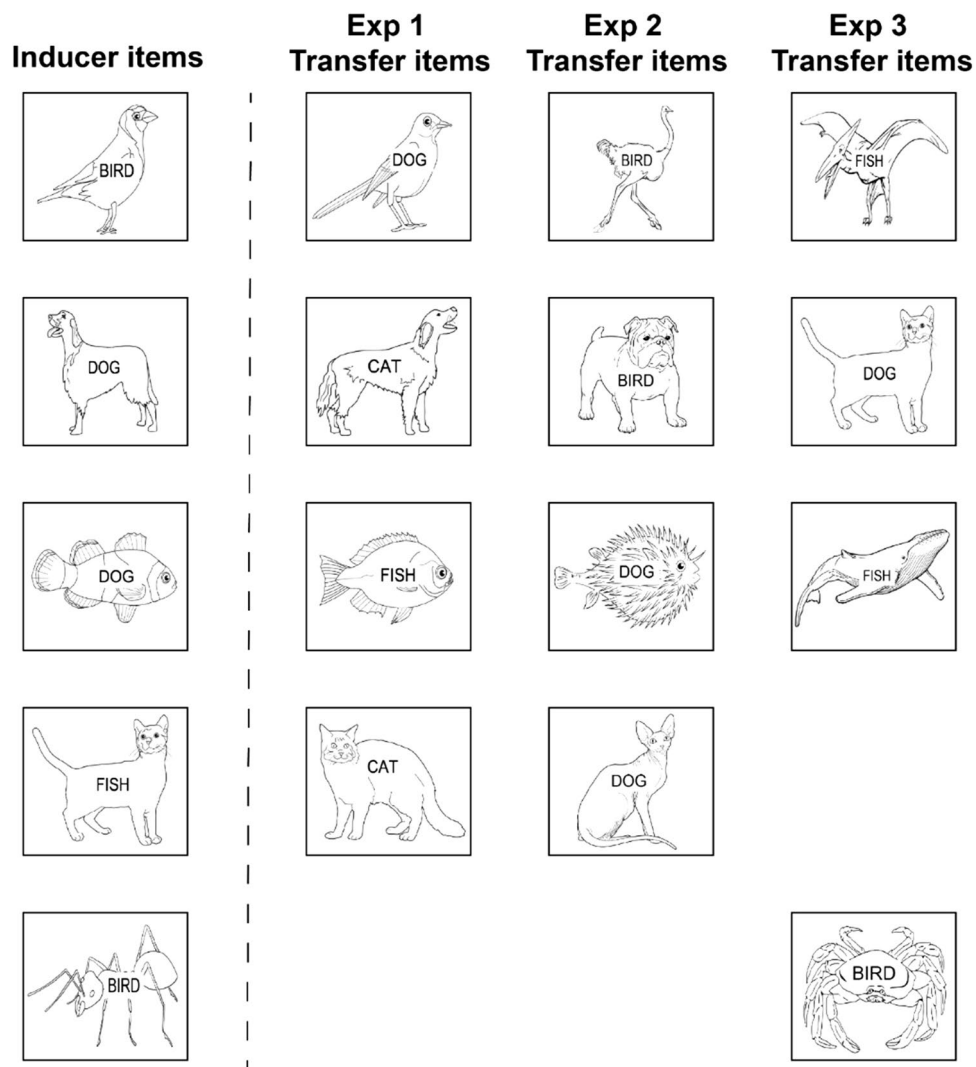 Inducer items
Exp 1
Transfer items
Exp 2
Transfer items
Exp 3
Transfer items
BIRD
DOG
BIRD
FISH
DOG
CAT
BIRD
DOG
DOG
FISH
DOG
FISH
FISH
CAT
DOG
BIRD
BIRD